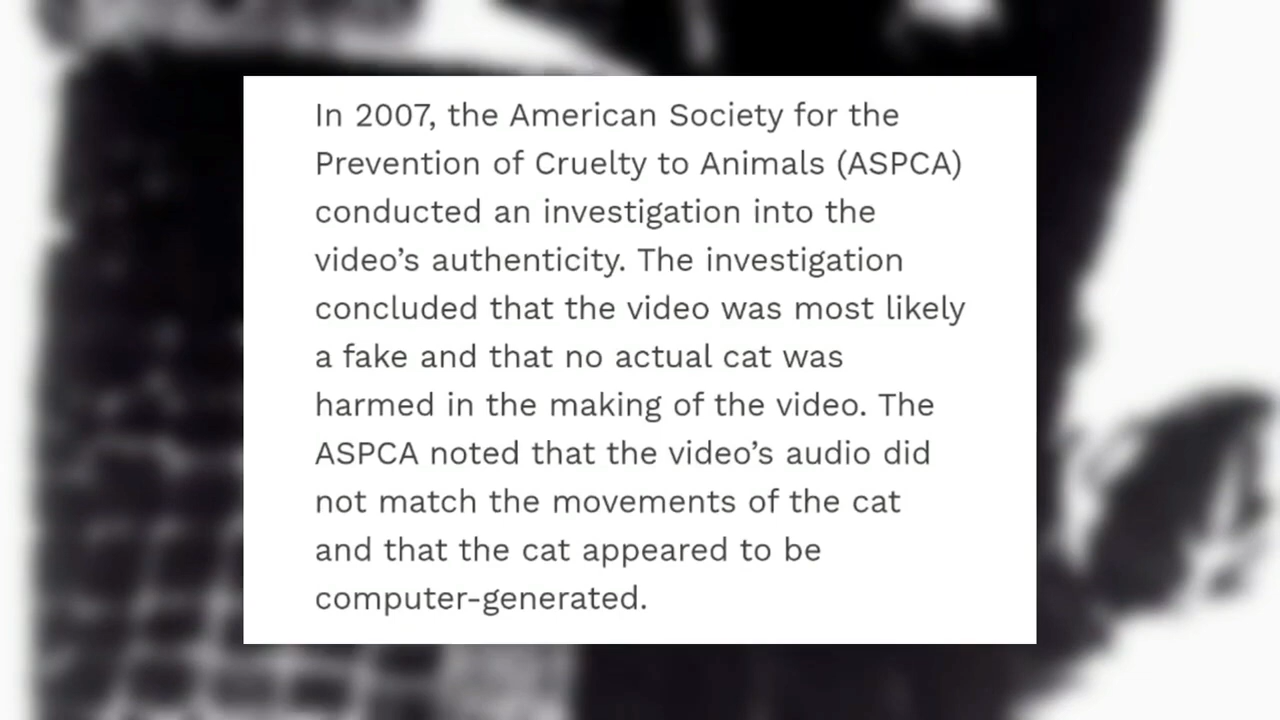 In 2007, the American Society for the
Prevention of Cruelty to Animals (ASPCA)
conducted an investigation into the
video’s authenticity. The investigation
concluded that the video was most likely
a fake and that no actual cat was
harmed in the making of the video. The
ASPCA noted that the video’s audio did
not match the movements of the cat
and that the cat appeared to be
computer-generated.